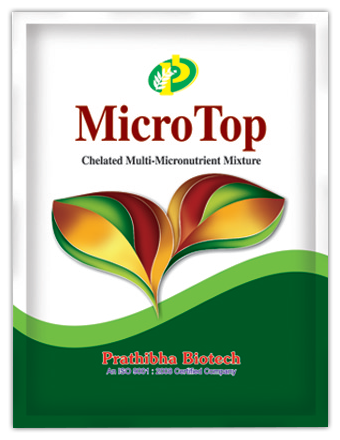 MicroTop
Chelated Multi-Micronutrient Mixture
Prathibha Biotech
An ISO 9001 : 2008 Certified Company